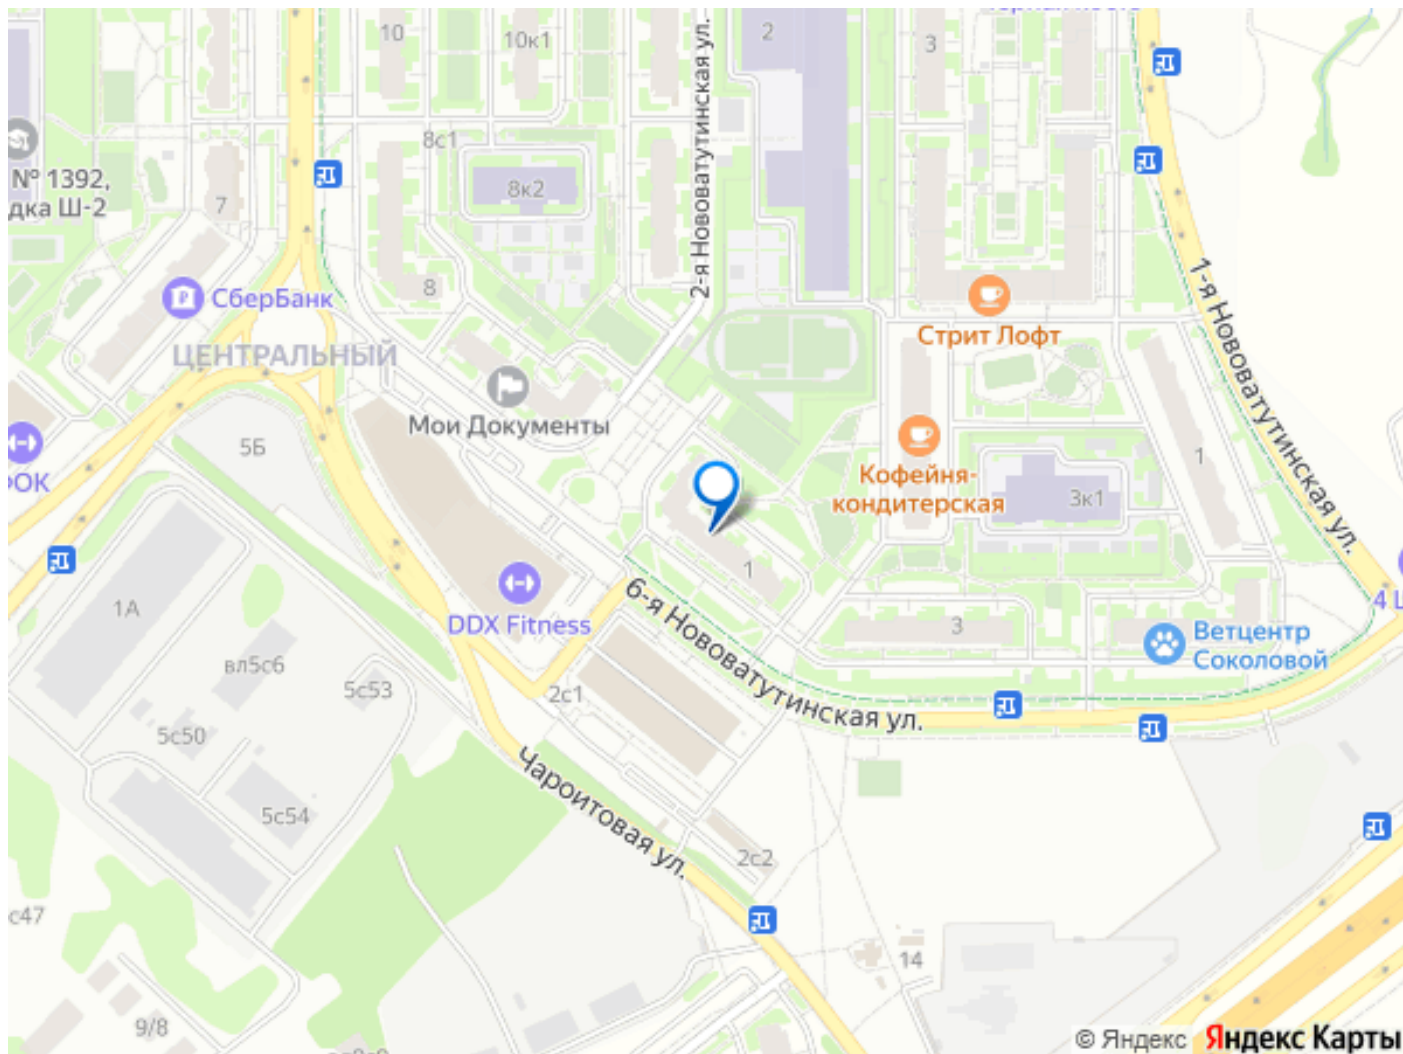 10
10к1
2
3
8с1
№ 1392,
дка Ш-2
8к2
7
2-я Нововатутинская ул.
1-я Нововатутинская ул.
СберБанк
8
Стрит Лофт
ЦЕНТРАЛЬНЫЙ
Мои Документы
5Б
ФОК
Кофейня-
кондитерская
3к1
1
1
3
6-я Нововатутинская ул.
DDX Fitness
1А
Ветцентр
Соколовой
вл5с6
5с53
2с1
5с50
5с54
Чароитовая ул.
2с2
с47
14
9/8
© Яндекс
Яндекс Карты